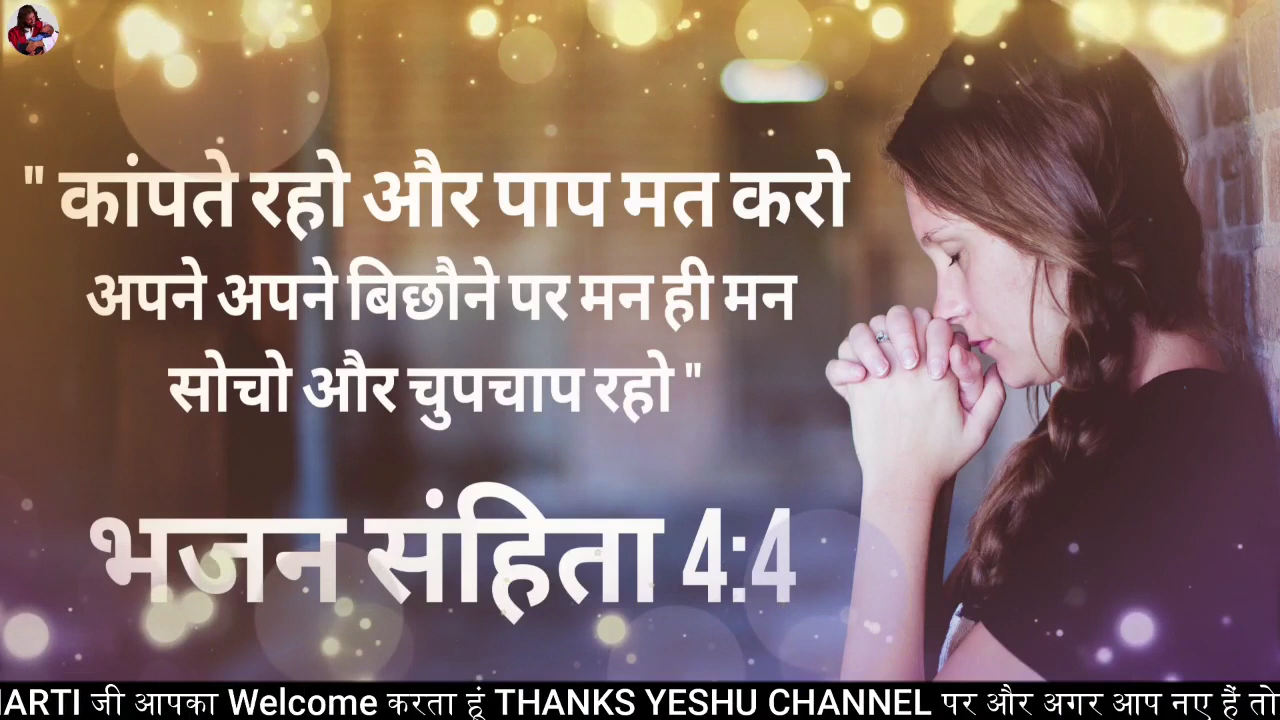 " कांपते रहो और पाप मत करो
अपने अपने बिछौने पर मन ही मन
सोचो और चुपचाप रहो "
भजन संहिता 4:4
HARTI जी आपका Welcome करता हूं THANKS YESHU CHANNEL पर और अगर आप नए हैं तो